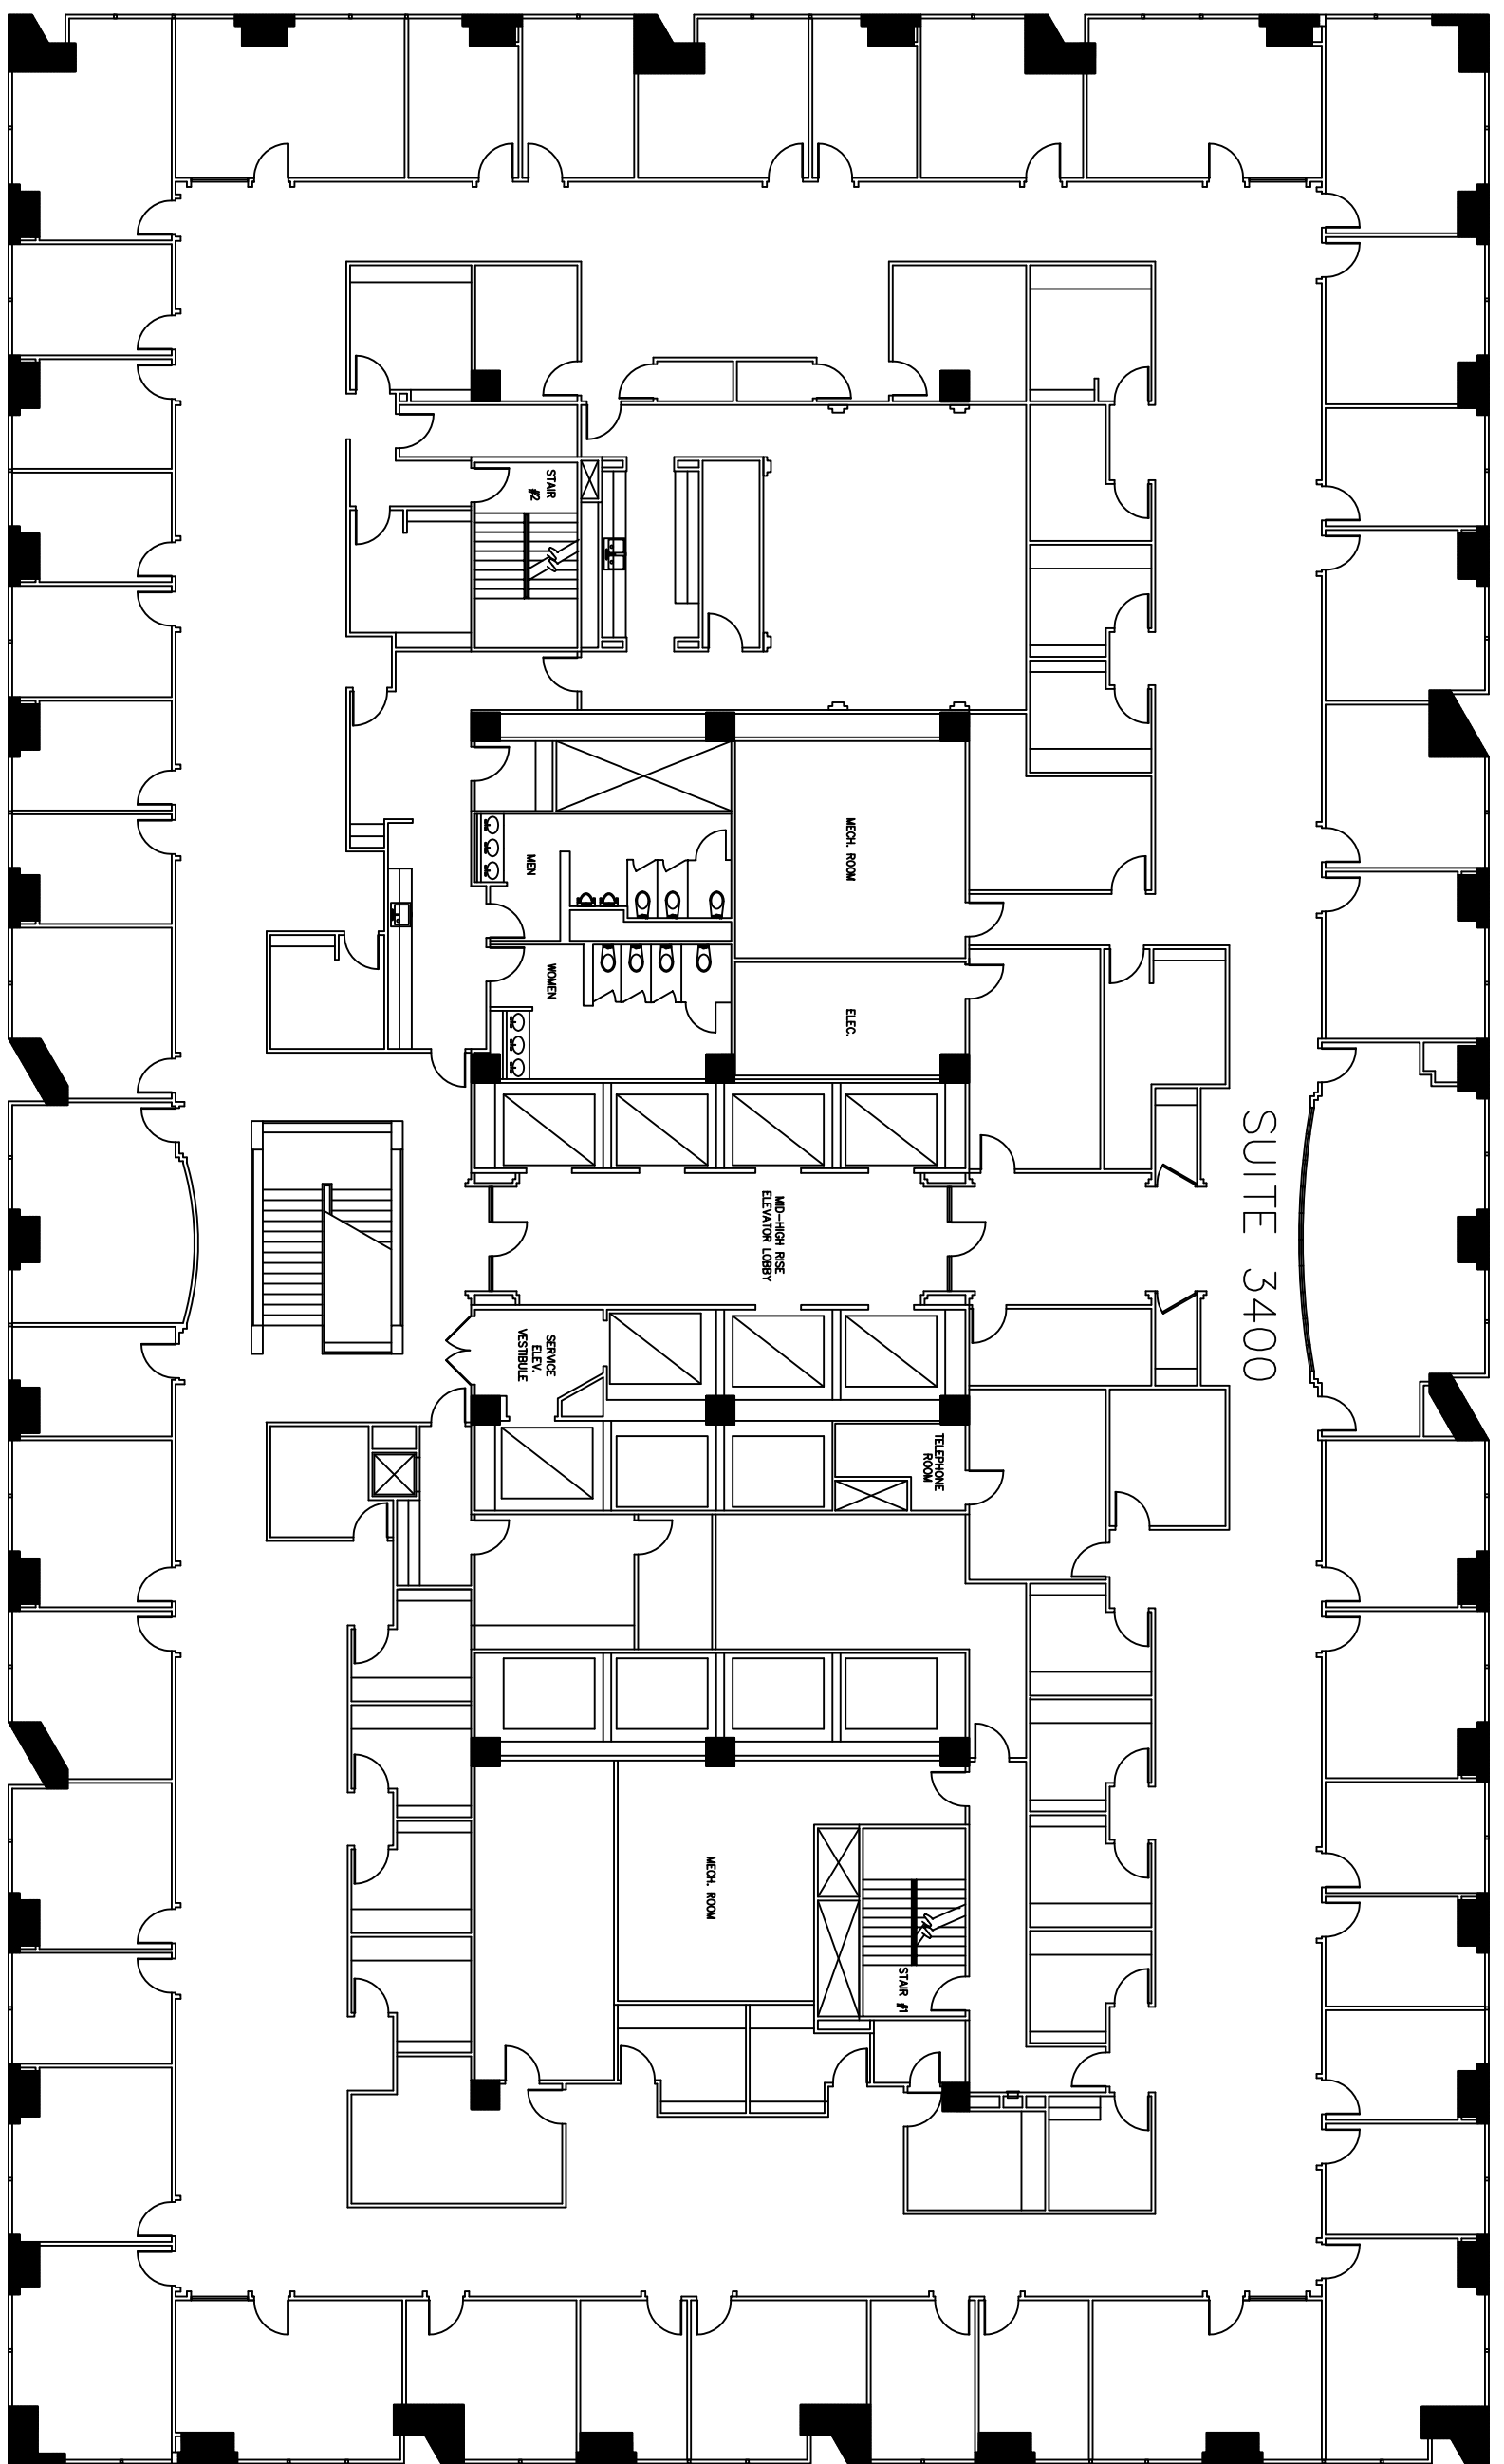 SUITE 3400
STAIR
#2
MECH. ROOM
MEN
WOMEN
ELEC.
MID-HIGH RISE
ELEVATOR LOBBY
SERVICE
ELEV.
VESTIBULE
TELEPHONE
ROOM
MECH. ROOM
STAIR #1